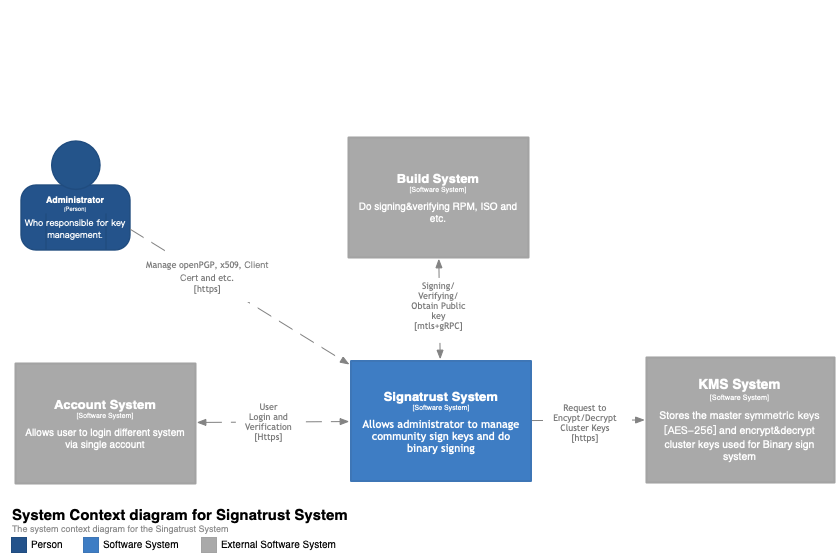 Build System
[Software System]
Do signing&verifying RPM, ISO and
etc.
Administrator
(Person)
Who responsible for key
management.
Manage openPGP, x509, Client
Cert and etc.
[https]
Signing/
Verifying/
Obtain Public
key
[mtls+gRPC]
Account System
[Software System]
Allows user to login different system
via single account
User
Login and
Verification
[Https]
Signatrust System
[Software System]
Allows administrator to manage
community sign keys and do
binary signing
Request to
Encypt/Decrypt
Cluster Keys
[https]
KMS System
[Software System]
Stores the master symmetric keys
[AES-256] and encrypt&decrypt
cluster keys used for Binary sign
system
System Context diagram for Signatrust System
The system context diagram for the Singatrust System
Person
Software System
External Software System